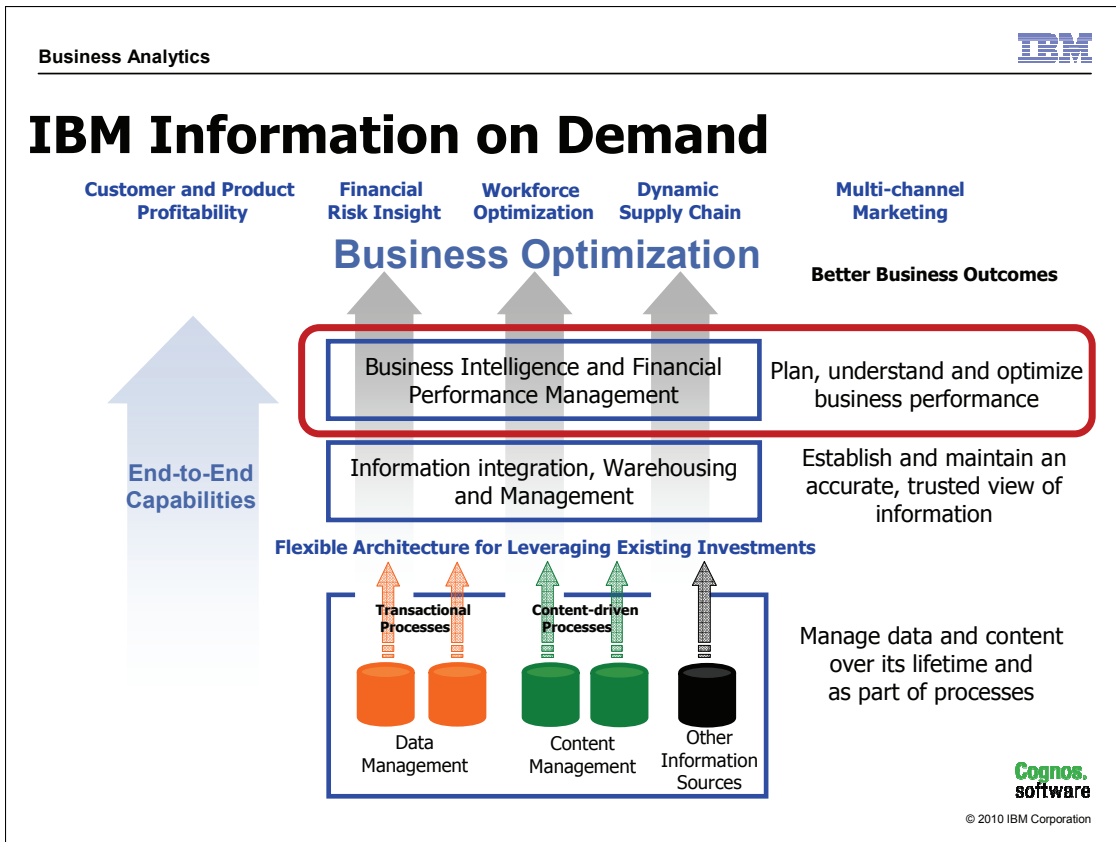 Business Analytics
IBM
IBM Information on Demand
Customer and Product
Profitability
Financial
Risk Insight
Workforce
Optimization
Dynamic
Supply Chain
Multi-channel
Marketing
Business Optimization
Better Business Outcomes
Business Intelligence and Financial
Performance Management
Plan, understand and optimize
business performance
End-to-End
Capabilities
Information integration, Warehousing
and Management
Establish and maintain an
accurate, trusted view of
information
Flexible Architecture for Leveraging Existing Investments
Transactional
Processes
Content-driven
Processes
Manage data and content
over its lifetime and
as part of processes
Data
Management
Content
Management
Other
Information
Sources
Cognos.
software
© 2010 IBM Corporation